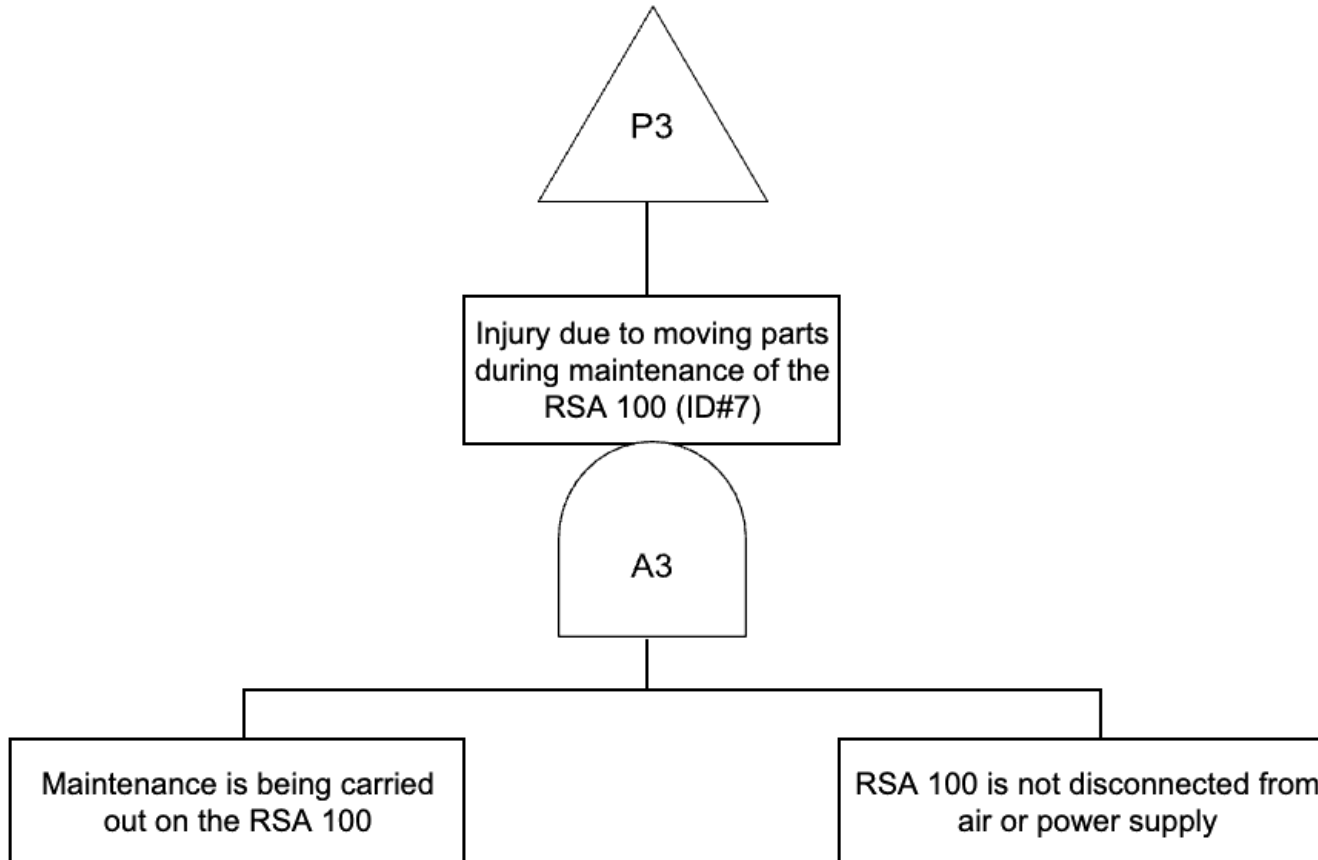 P3
Injury due to moving parts
during maintenance of the
RSA 100 (ID#7)
A3
Maintenance is being carried
out on the RSA 100
RSA 100 is not disconnected from
air or power supply